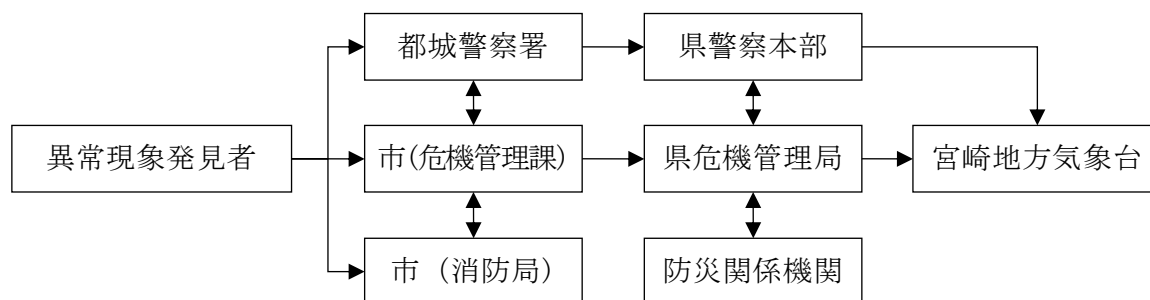 都城警察署
県警察本部
異常現象発見者
市(危機管理課)
県危機管理局
宮崎地方気象台
市（消防局）
防災関係機関